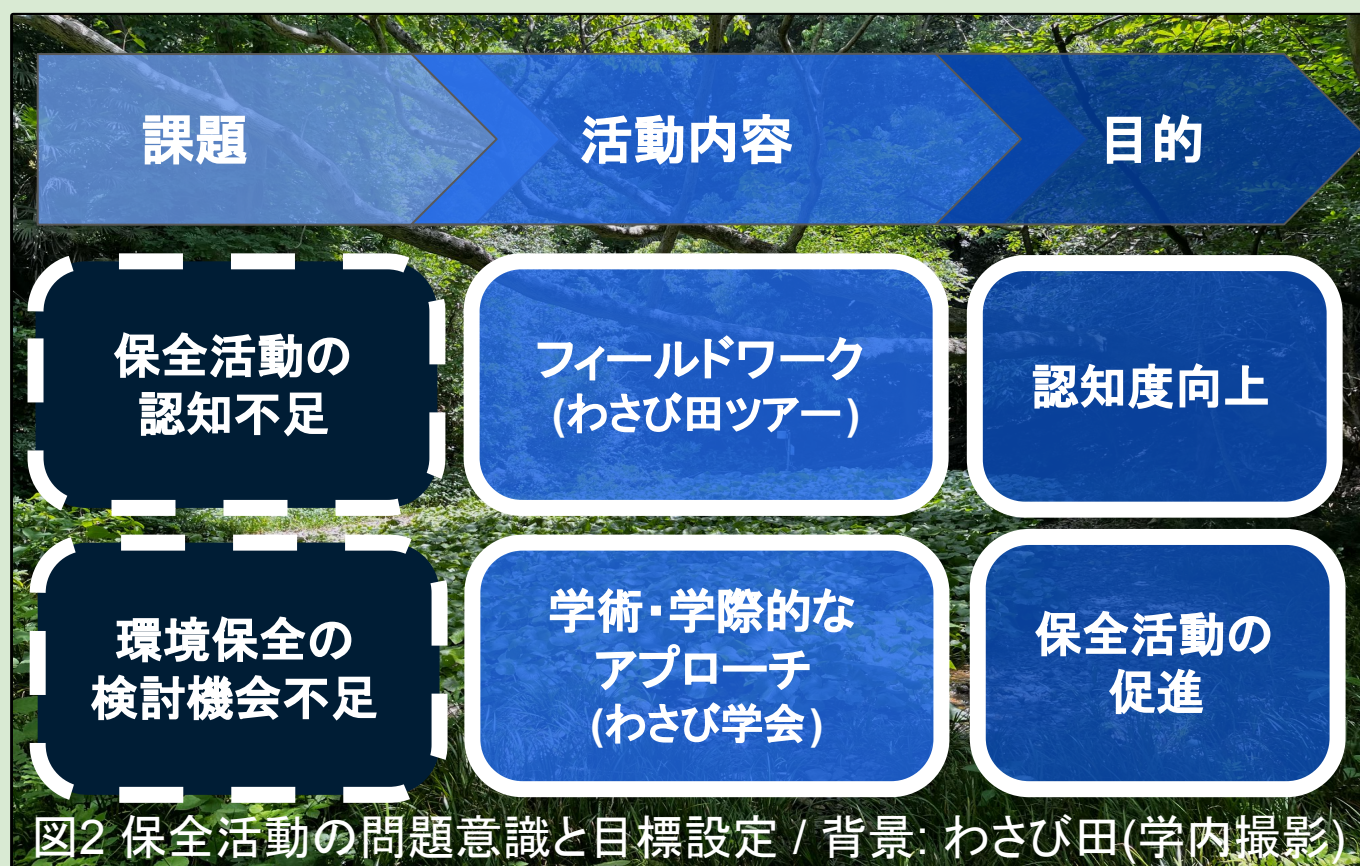 課題
活動内容
目的
保全活動の
認知不足
フィールドワーク
(わさび田ツアー)
認知度向上
環境保全の
検討機会不足
学術・学際的な
アプローチ
(わさび学会)
保全活動の
促進
図2 保全活動の問題意識と目標設定 / 背景: わさび田(学内撮影)